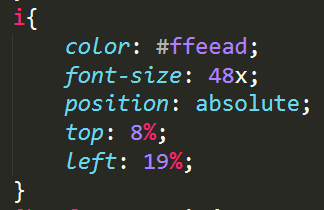 i{
color: #ffeead;
font-size: 48x;
position: absolute;
top: 8%;
left: 19%;
}